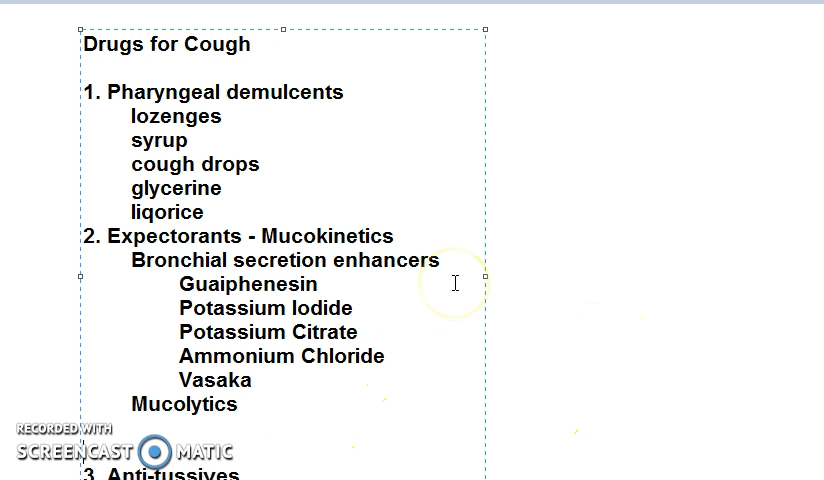 Drugs for Cough
1. Pharyngeal demulcents
lozenges
syrup
cough drops
glycerine
liqorice
2. Expectorants - Mucokinetics
Bronchial secretion enhancers
Guaiphenesin
Potassium Iodide
Potassium Citrate
Ammonium Chloride
Vasaka
Mucolytics
RECORDED WITH
SCREENCAST MATIC
3. Anti-tussives